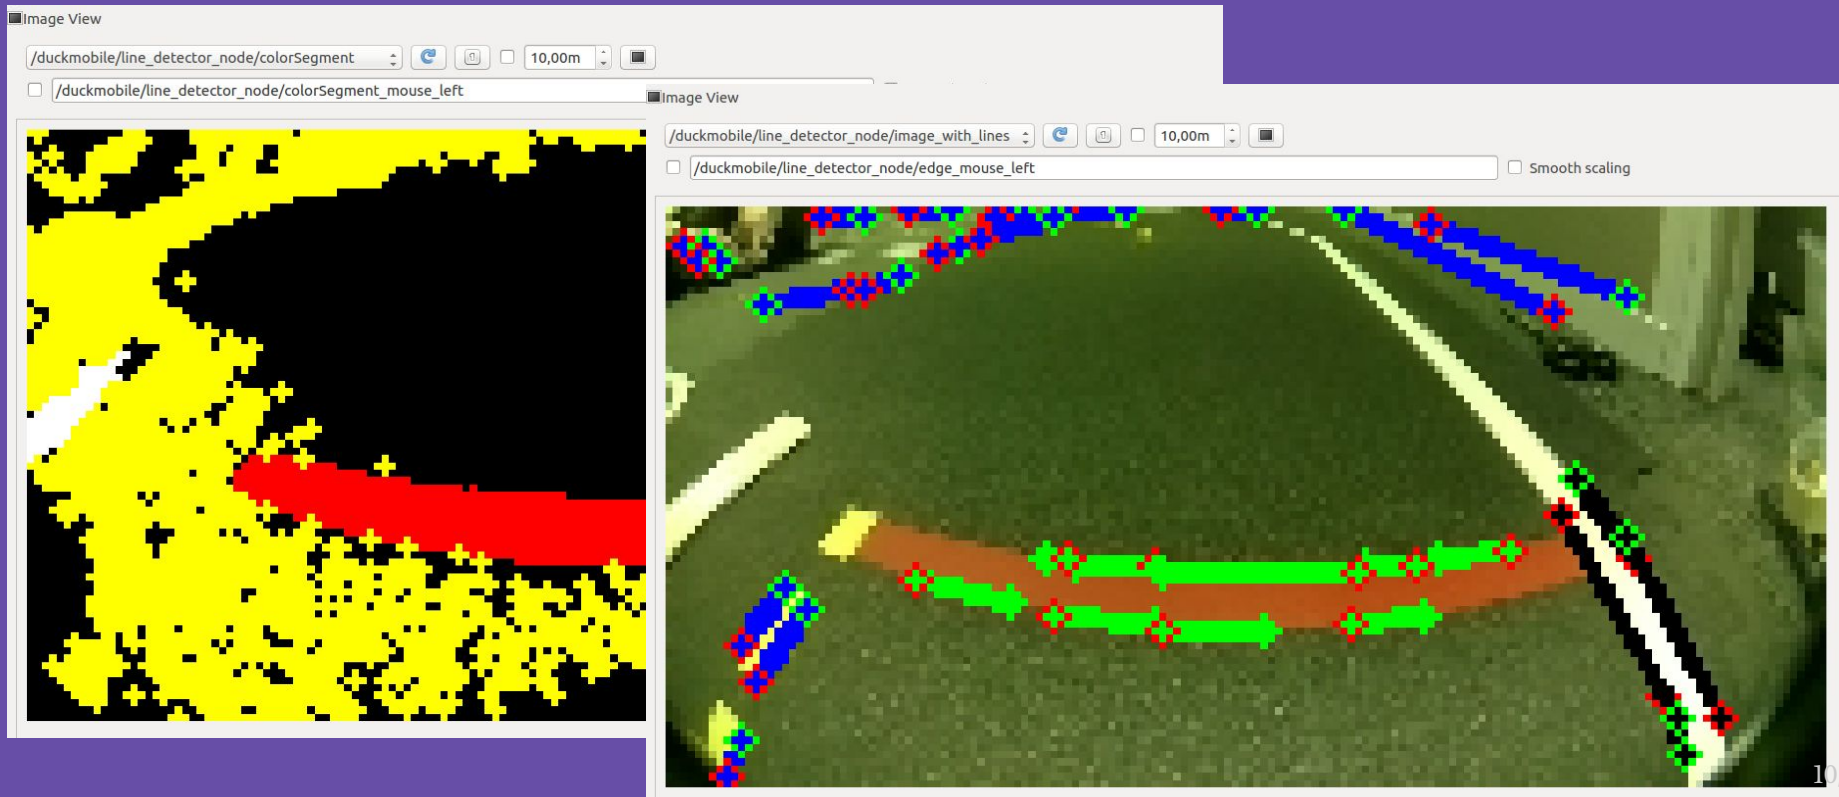 Image View
/duckmobile/line_detector_node/colorSegment
10,00m
/duckmobile/line_detector_node/colorSegment_mouse_left
Image View
/duckmobile/line_detector_node/image_with_lines
10,00m
/duckmobile/line_detector_node/edge_mouse_left
Smooth scaling
10